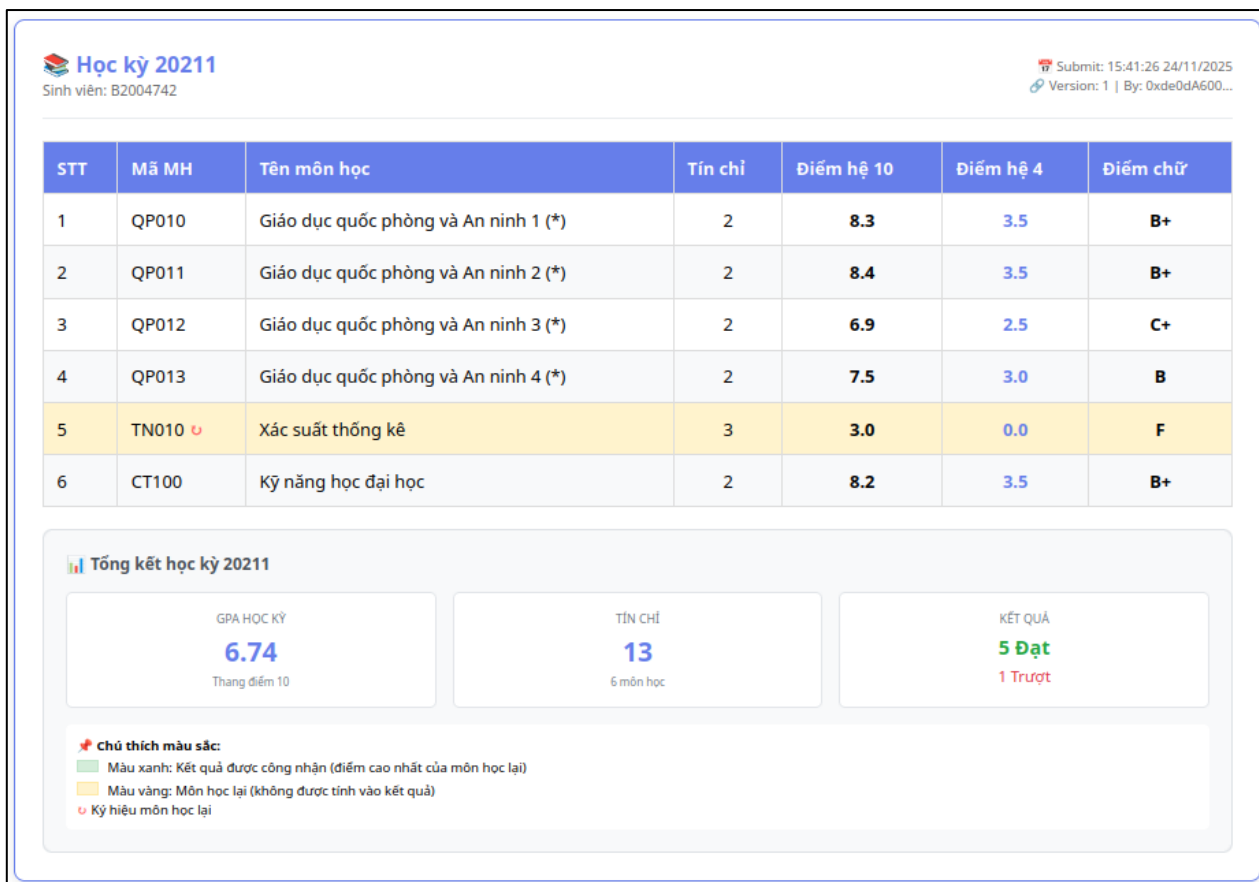 📚 Học kỳ 20211
Sinh viên: B2004742
📅 Submit: 15:41:26 24/11/2025
🔗 Version: 1 | By: 0xde0dA600...
STT Mã MH Tên môn học Tín chỉ Điểm hệ 10 Điểm hệ 4 Điểm chữ
1 QP010 Giáo dục quốc phòng và An ninh 1 (*) 2 8.3 3.5 B+
2 QP011 Giáo dục quốc phòng và An ninh 2 (*) 2 8.4 3.5 B+
3 QP012 Giáo dục quốc phòng và An ninh 3 (*) 2 6.9 2.5 C+
4 QP013 Giáo dục quốc phòng và An ninh 4 (*) 2 7.5 3.0 B
5 TN010 ↻ Xác suất thống kê 3 3.0 0.0 F
6 CT100 Kỹ năng học đại học 2 8.2 3.5 B+
📊 Tổng kết học kỳ 20211
GPA HỌC KỲ
6.74
Thang điểm 10
TÍN CHỈ
13
6 môn học
KẾT QUẢ
5 Đạt
1 Trượt
📌 Chú thích màu sắc:
Màu xanh: Kết quả được công nhận (điểm cao nhất của môn học lại)
Màu vàng: Môn học lại (không được tính vào kết quả)
↻ Ký hiệu môn học lại